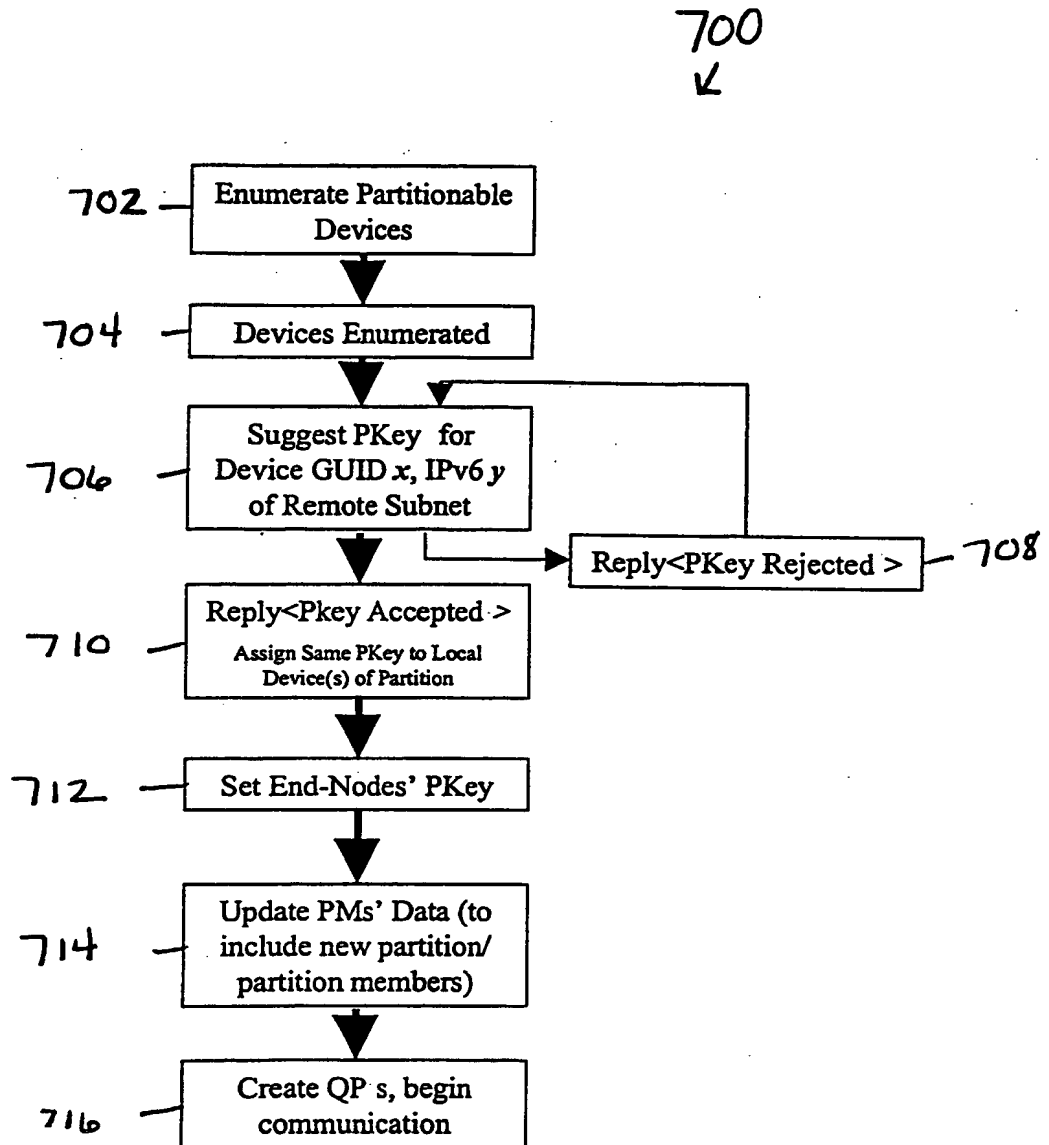 700
702
Enumerate Partitionable
Devices
704
Devices Enumerated
706
Suggest PKey for
Device GUID x, IPv6 y
of Remote Subnet
Reply<PKey Rejected >
708
710
Reply<Pkey Accepted >
Assign Same PKey to Local
Device(s) of Partition
712
Set End-Nodes' PKey
714
Update PMs' Data (to
include new partition/
partition members)
716
Create QP s, begin
communication